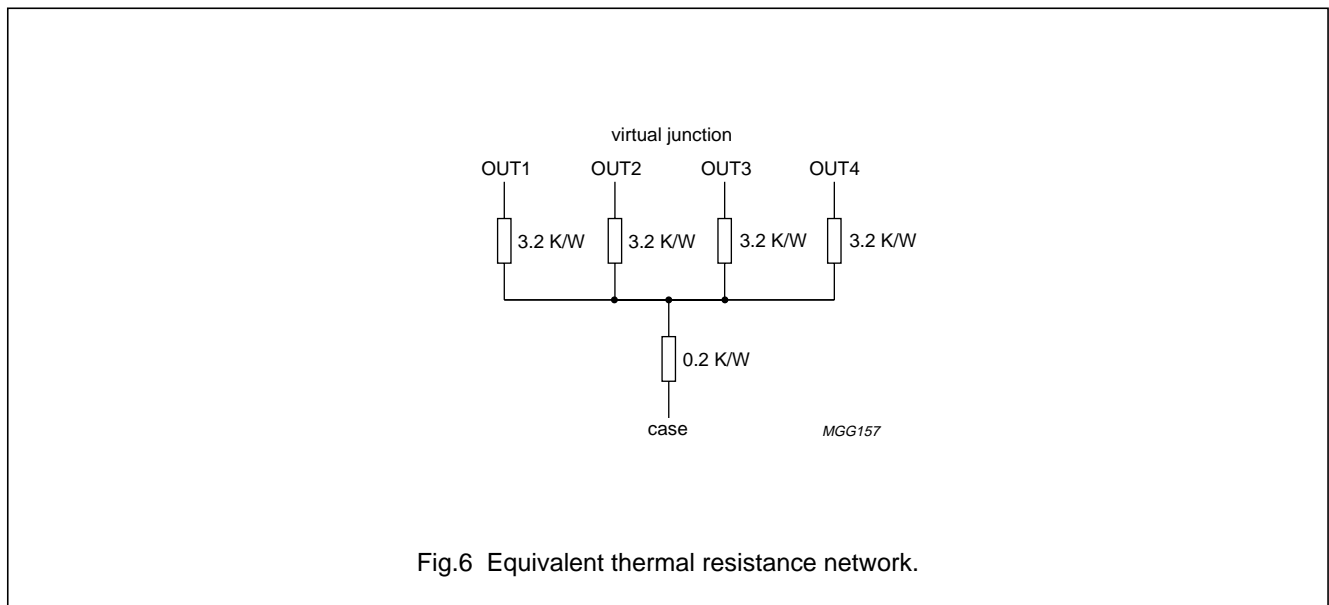 virtual junction
OUT1 OUT2 OUT3 OUT4
3.2 K/W 3.2 K/W 3.2 K/W 3.2 K/W
0.2 K/W
case MGG157
Fig.6 Equivalent thermal resistance network.